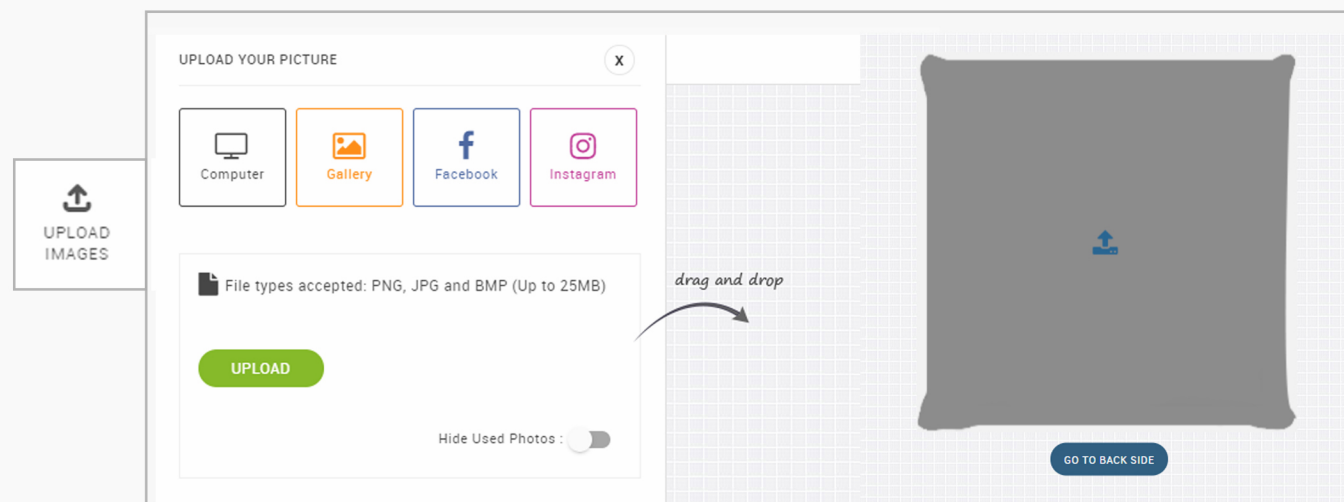 UPLOAD
IMAGES
UPLOAD YOUR PICTURE
X
Computer
Gallery
Facebook
Instagram
File types accepted: PNG, JPG and BMP (Up to 25MB)
UPLOAD
Hide Used Photos :
drag and drop
GO TO BACK SIDE